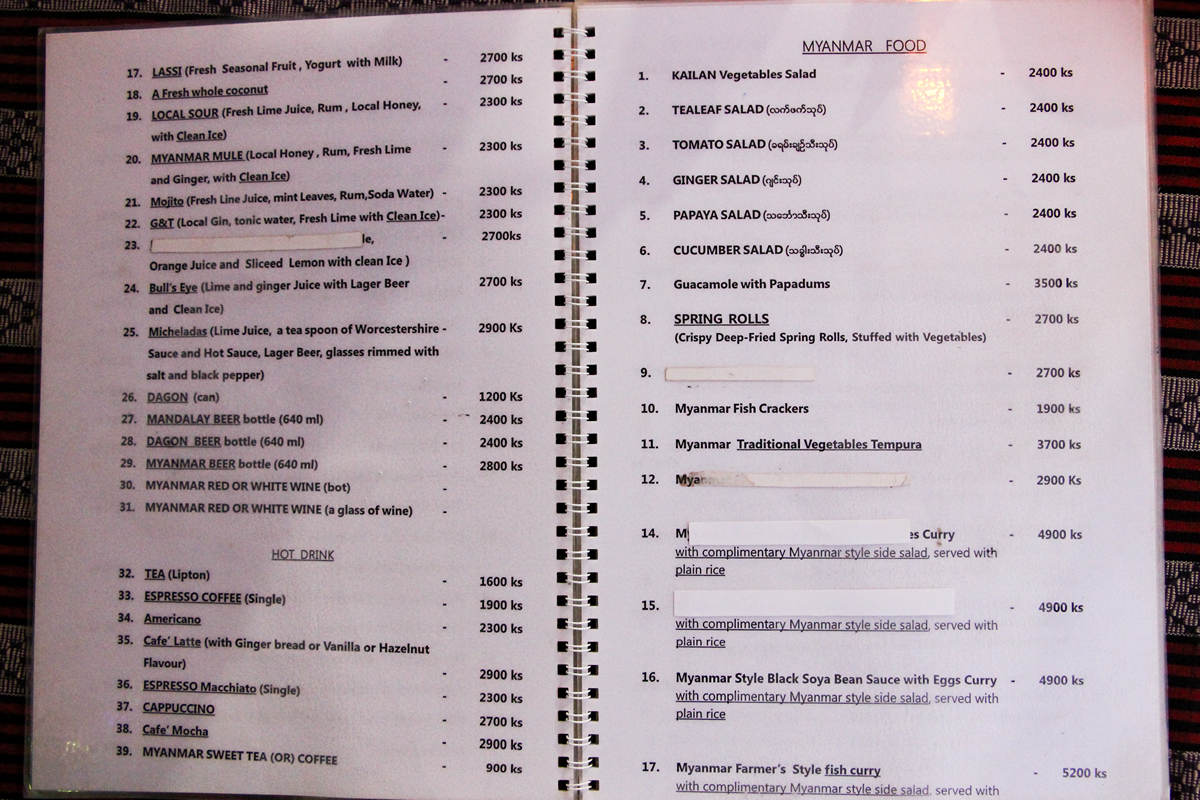 17. LASSI (Fresh Seasonal Fruit , Yogurt with Milk) - 2700 ks
18. A Fresh whole coconut - 2700 ks
19. LOCAL SOUR (Fresh Lime Juice, Rum , Local Honey, - 2300 ks
with Clean Ice)
20. MYANMAR MULE (Local Honey , Rum, Fresh Lime - 2300 ks
and Ginger, with Clean Ice)
21. Mojito (Fresh Line Juice, mint Leaves, Rum,Soda Water) - 2300 ks
22. G&T (Local Gin, tonic water, Fresh Lime with Clean Ice)- 2300 ks
23. le, - 2700ks
Orange Juice and Sliceed Lemon with clean Ice )
24. Bull's Eye (Lime and ginger Juice with Lager Beer - 2700 ks
and Clean Ice)
25. Micheladas (Lime Juice, a tea spoon of Worcestershire - 2900 Ks
Sauce and Hot Sauce, Lager Beer, glasses rimmed with
salt and black pepper)
26. DAGON (can) - 1200 Ks
27. MANDALAY BEER bottle (640 ml) - 2400 ks
28. DAGON BEER bottle (640 ml) - 2400 ks
29. MYANMAR BEER bottle (640 ml) - 2800 ks
30. MYANMAR RED OR WHITE WINE (bot) -
31. MYANMAR RED OR WHITE WINE (a glass of wine) -
HOT DRINK
32. TEA (Lipton) - 1600 ks
33. ESPRESSO COFFEE (Single) - 1900 ks
34. Americano - 2300 ks
35. Cafe' Latte (with Ginger bread or Vanilla or Hazelnut
Flavour) - 2900 ks
36. ESPRESSO Macchiato (Single) - 2300 ks
37. CAPPUCCINO - 2700 ks
38. Cafe' Mocha - 2900 ks
39. MYANMAR SWEET TEA (OR) COFFEE - 900 ks
MYANMAR FOOD
1. KAILAN Vegetables Salad - 2400 ks
2. TEALEAF SALAD (လက်ဖက်သုပ်) - 2400 ks
3. TOMATO SALAD (ခရမ်းချဉ်သီးသုပ်) - 2400 ks
4. GINGER SALAD (ဂျင်းသုပ်) - 2400 ks
5. PAPAYA SALAD (သင်္ဘောသီးသုပ်) - 2400 ks
6. CUCUMBER SALAD (သခွါးသီးသုပ်) - 2400 ks
7. Guacamole with Papadums - 3500 ks
8. SPRING ROLLS - 2700 ks
(Crispy Deep-Fried Spring Rolls, Stuffed with Vegetables)
9. - 2700 ks
10. Myanmar Fish Crackers - 1900 ks
11. Myanmar Traditional Vegetables Tempura - 3700 ks
12. - 2900 Ks
14. M es Curry - 4900 ks
with complimentary Myanmar style side salad, served with
plain rice
15. - 4900 ks
with complimentary Myanmar style side salad, served with
plain rice
16. Myanmar Style Black Soya Bean Sauce with Eggs Curry - 4900 ks
with complimentary Myanmar style side salad, served with
plain rice
17. Myanmar Farmer's Style fish curry - 5200 ks
with complimentary Myanmar style side salad, served with